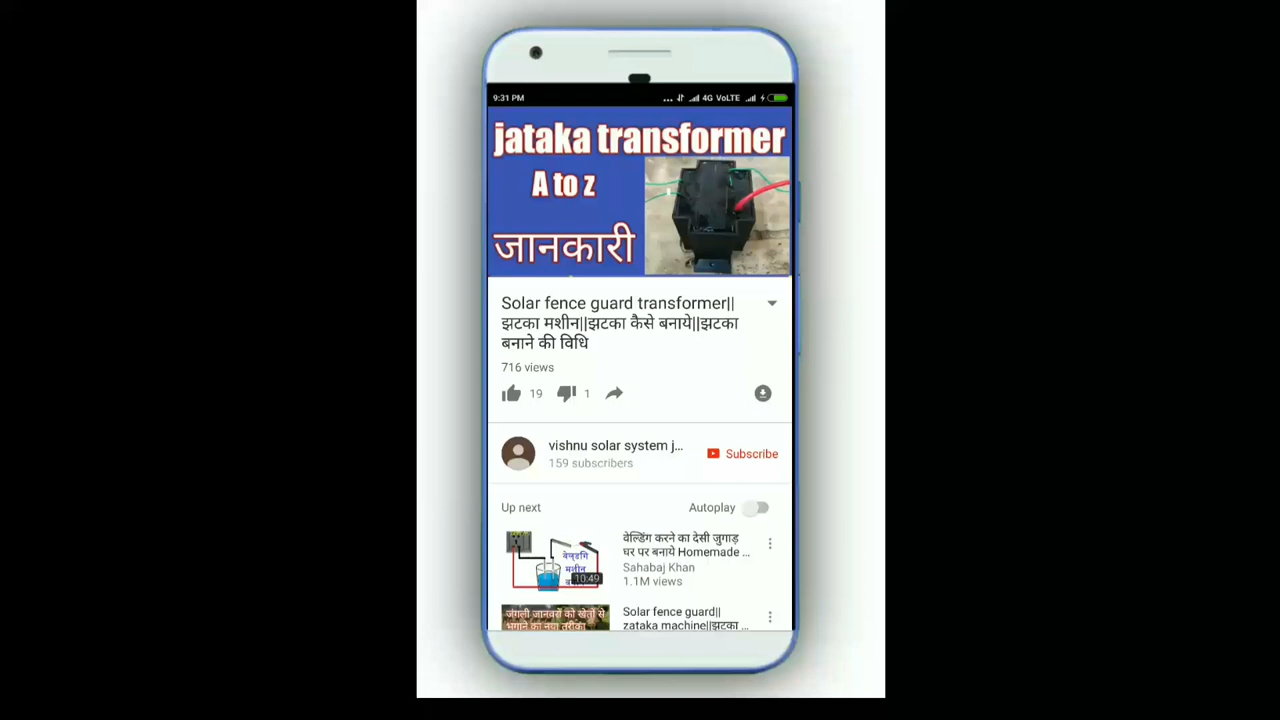 9:31 PM
4G VoLTE
jataka transformer
A to z
जानकारी
Solar fence guard transformer||
झटका मशीन||झटका कैसे बनाये||झटका
बनाने की विधि
716 views
19
1
vishnu solar system j...
159 subscribers
Subscribe
Up next
Autoplay
वेल्डिंग करने का देसी जुगाड़
घर पर बनाये Homemade ...
Sahabaj Khan
1.1M views
वेल्डिंग
मशीन
10:49
जंगली जानवरों को खेतों से
भगाने का नया तरीका
Solar fence guard||
zataka machine||झटका ...